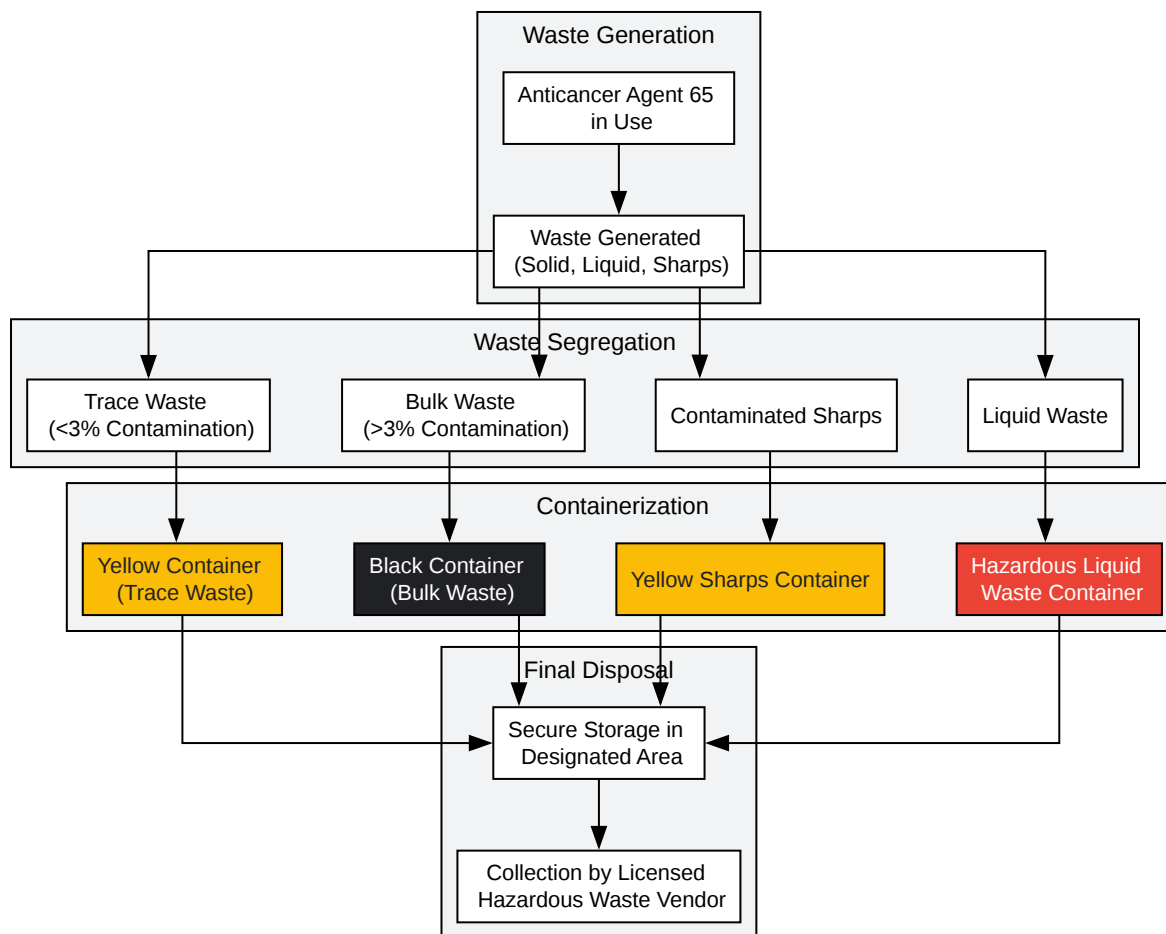 Waste Generation
Anticancer Agent 65
in Use
Waste Generated
(Solid, Liquid, Sharps)
Waste Segregation
Trace Waste
(<3% Contamination)
Bulk Waste
(>3% Contamination)
Contaminated Sharps
Liquid Waste
Containerization
Yellow Container
(Trace Waste)
Black Container
(Bulk Waste)
Yellow Sharps Container
Hazardous Liquid
Waste Container
Final Disposal
Secure Storage in
Designated Area
Collection by Licensed
Hazardous Waste Vendor